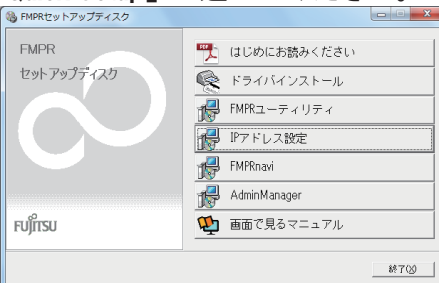 FMPRセットアップディスク
FMPR
セットアップディスク
FUJITSU
はじめにお読みください
ドライバインストール
FMPRユーティリティ
IPアドレス設定
FMPRnavi
AdminManager
画面で見るマニュアル
終了(X)